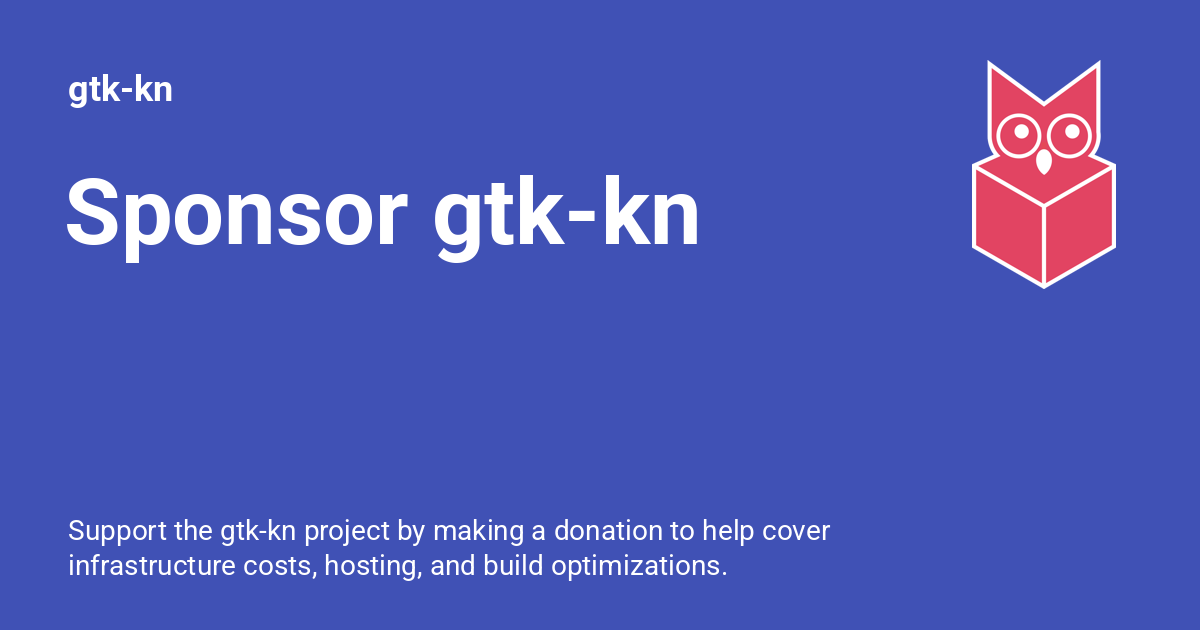 gtk-kn
Sponsor gtk-kn
Support the gtk-kn project by making a donation to help cover
infrastructure costs, hosting, and build optimizations.